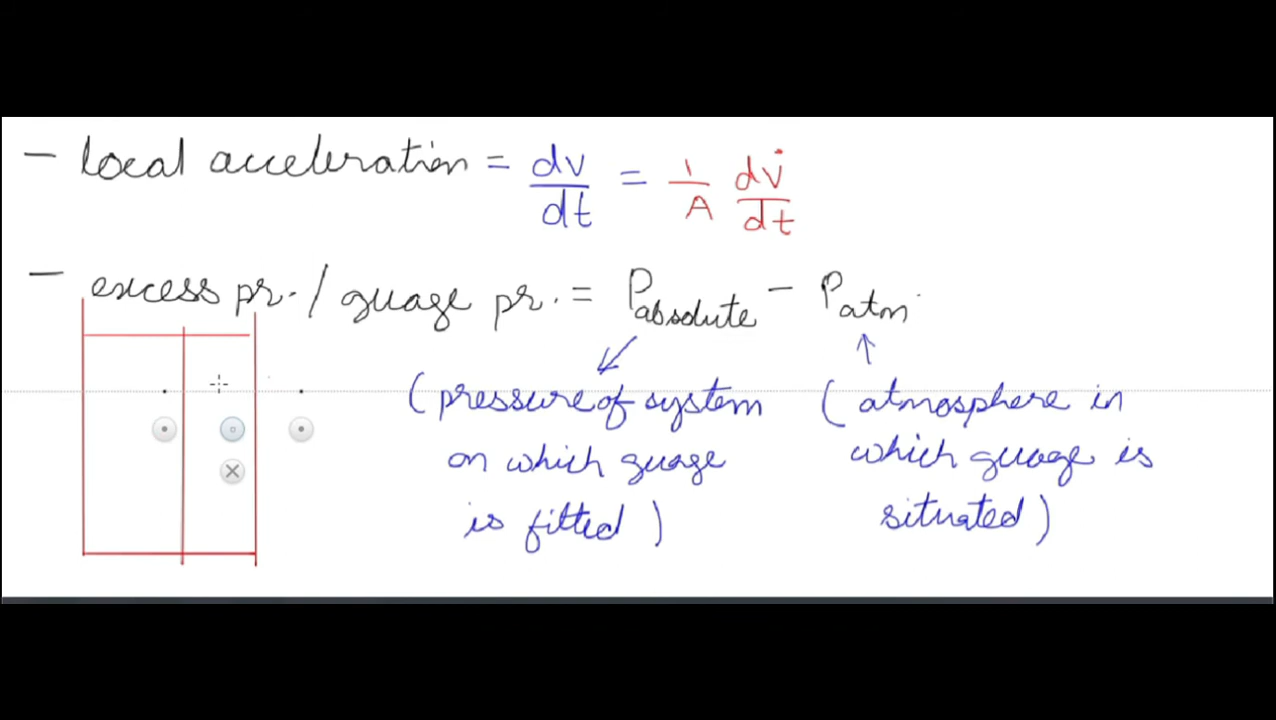 - local acceleration = dv/dt = 1/A dv̇/dt
- excess pr. / guage pr. = Pabsolute - Patm
(pressure of system (atmosphere in
on which guage which guage is
is fitted) situated)